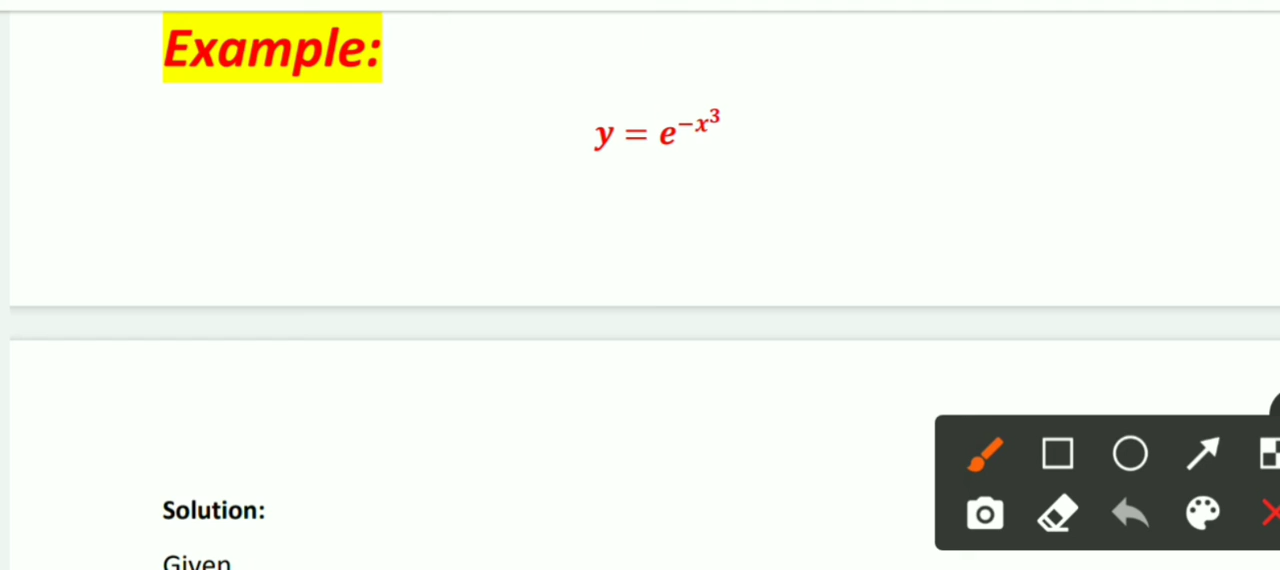 Example:
y = e^{-x^3}
Solution:
Given